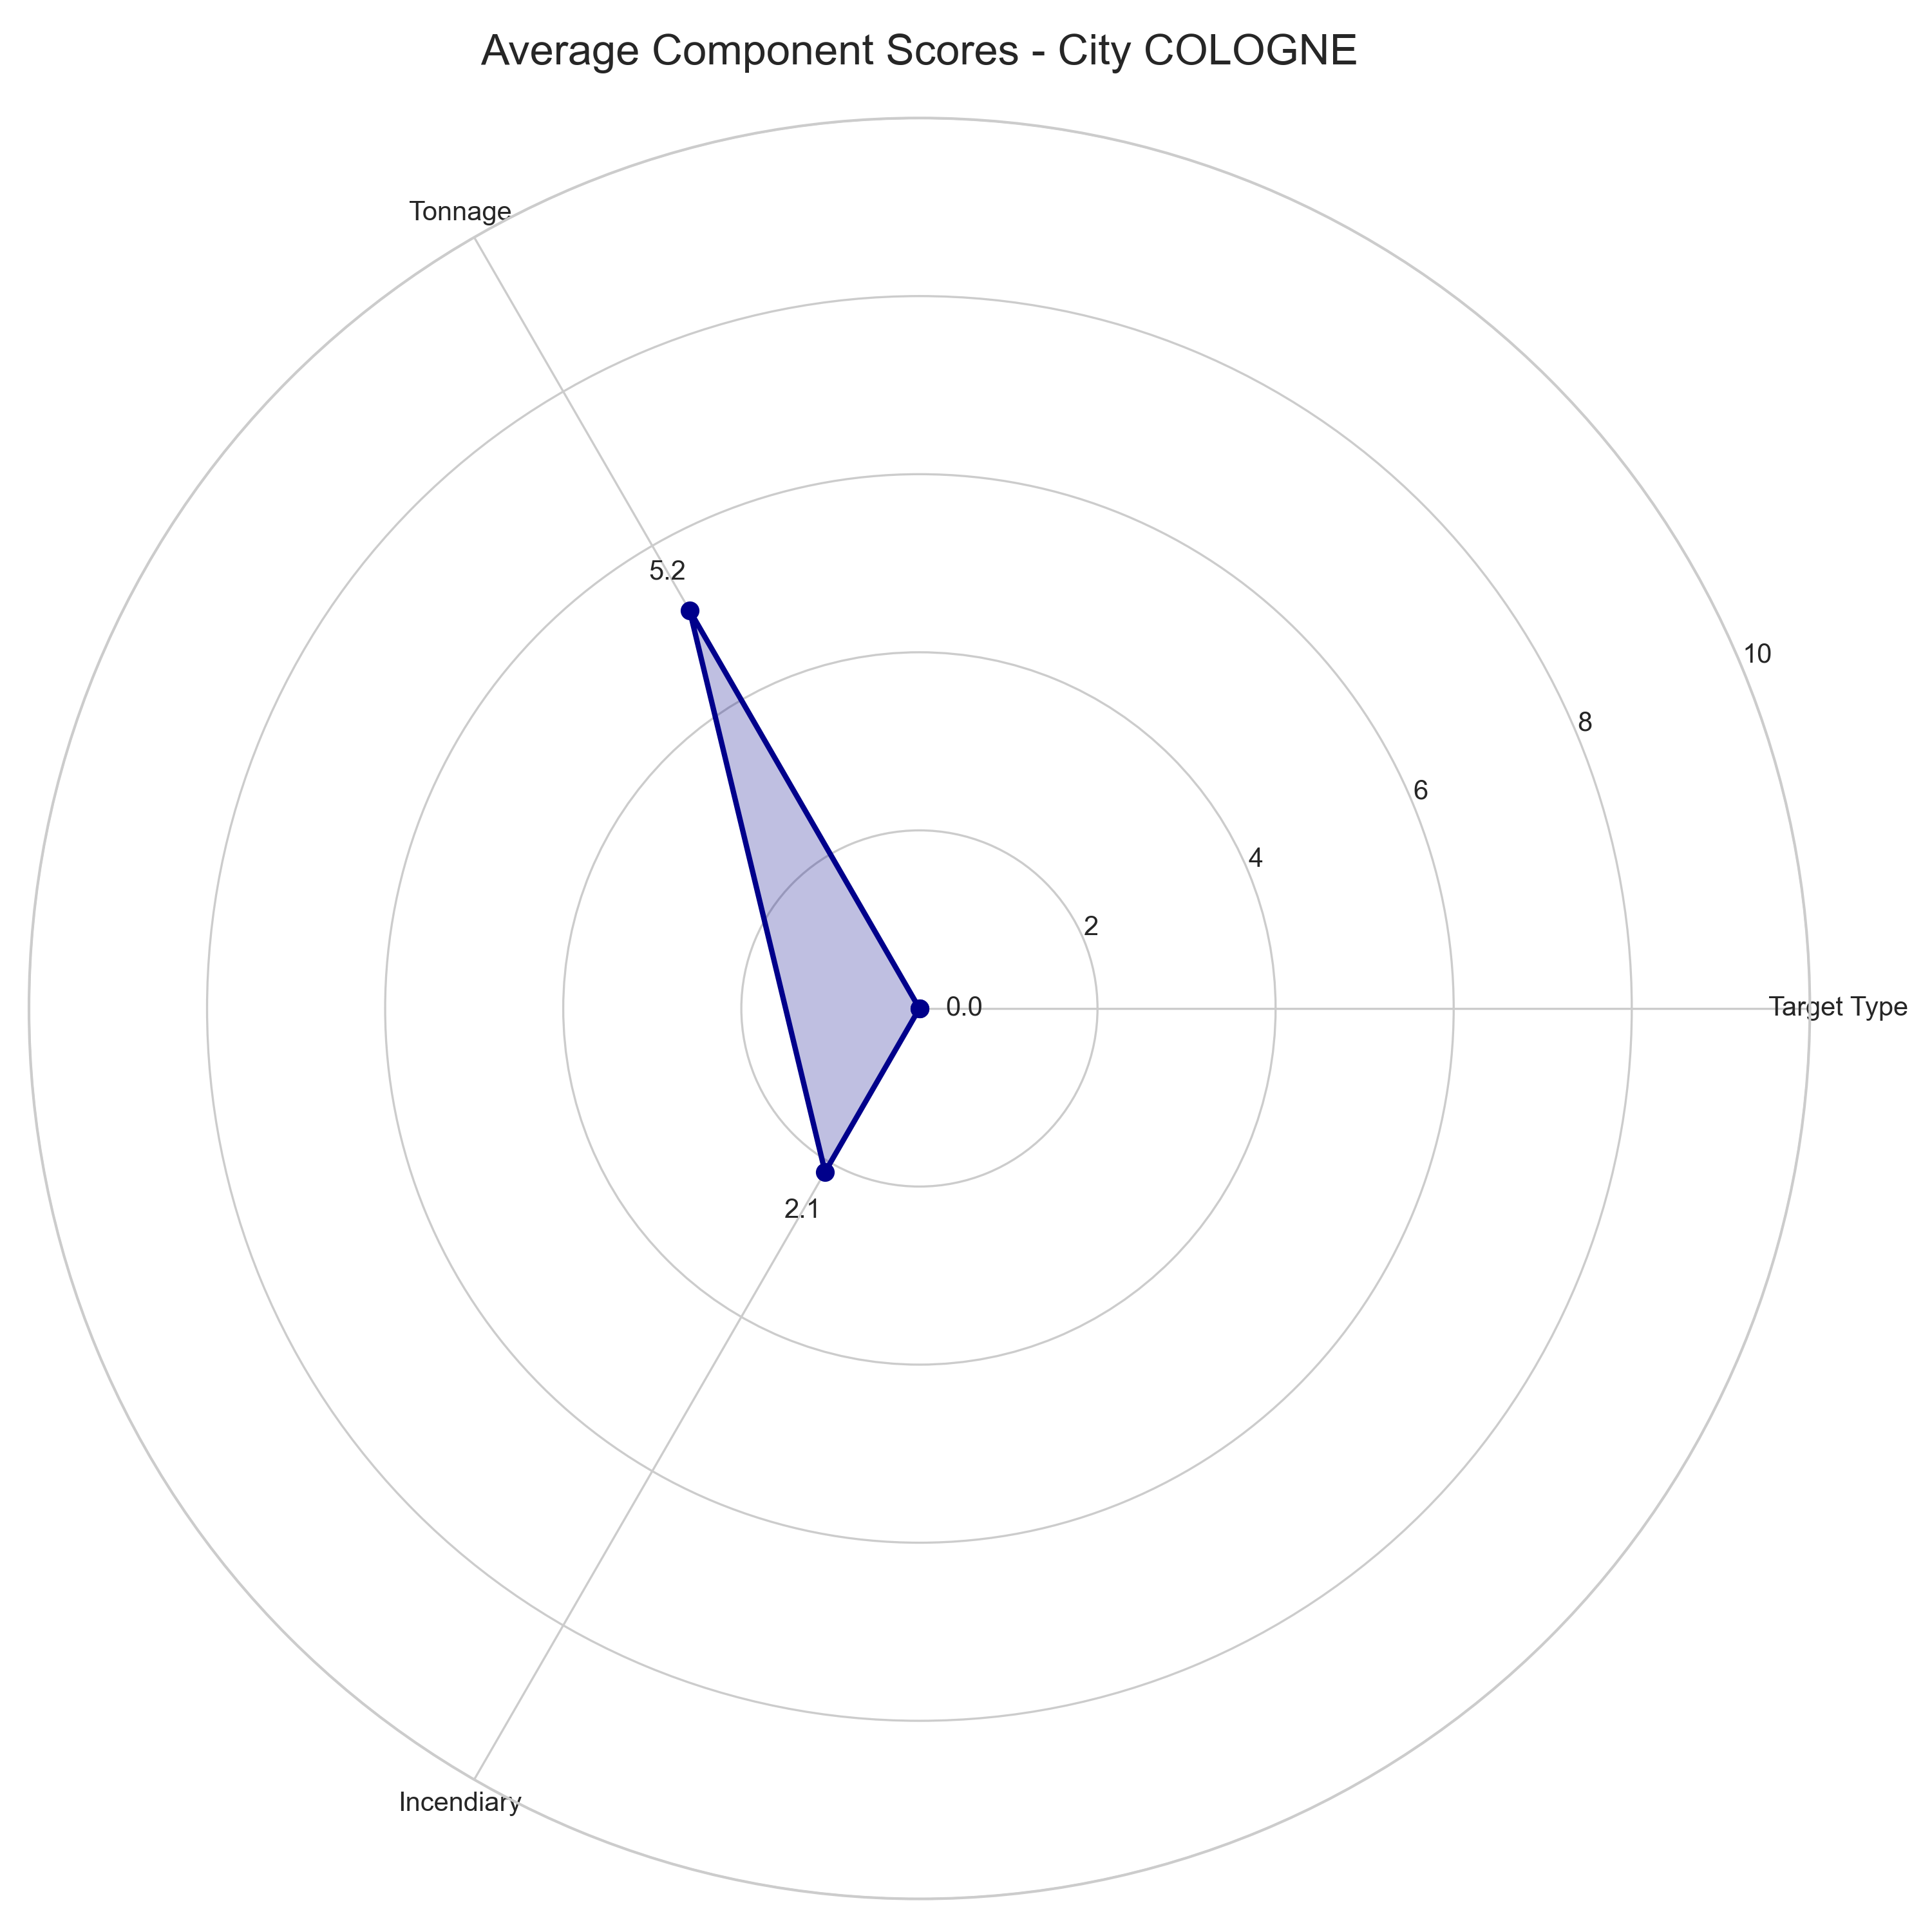 Average Component Scores - City COLOGNE
Tonnage
5.2
10
8
6
4
2
0.0
Target Type
2.1
Incendiary